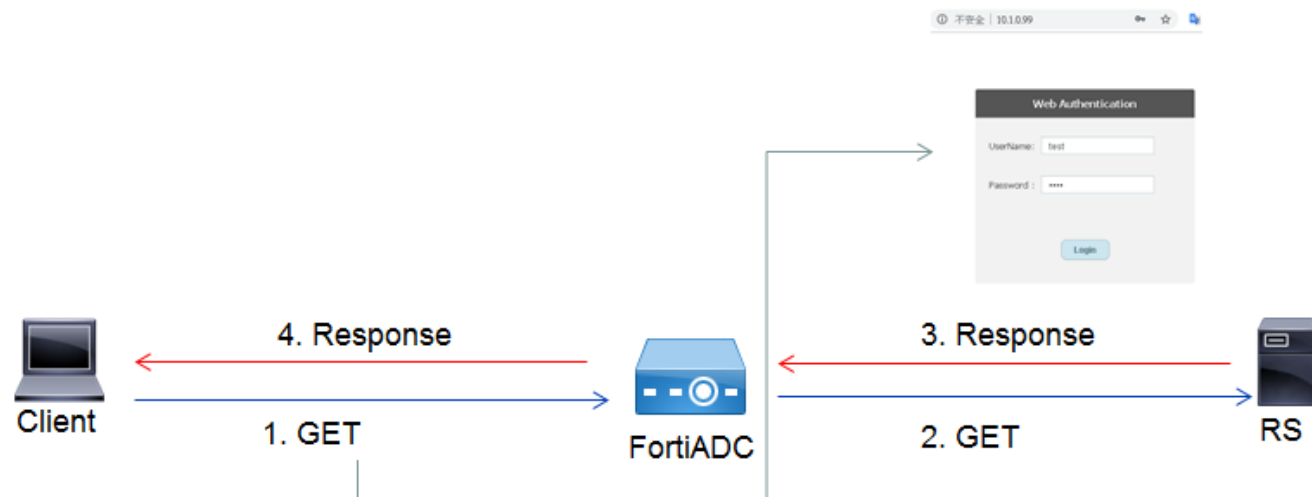 不安全 | 10.1.0.99
Web Authentication
UserName: test
Password : ••••
Login
4. Response
3. Response
Client
1. GET
FortiADC
2. GET
RS